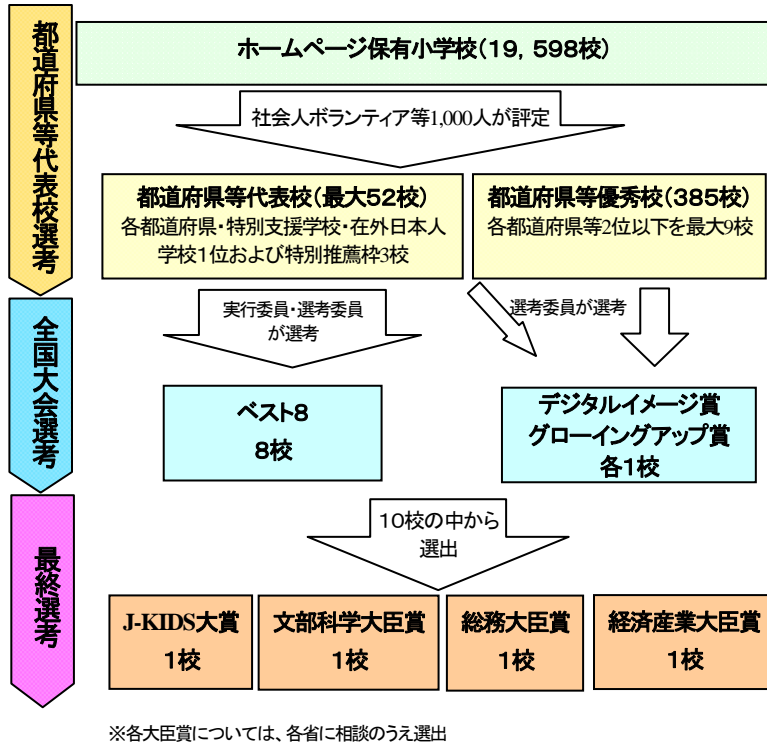 都道府県等代表校選考
ホームページ保有小学校(19,598校)
社会人ボランティア等1,000人が評定
都道府県等代表校(最大52校)
各都道府県・特別支援学校・在外日本人
学校1位および特別推薦枠3校
都道府県等優秀校(385校)
各都道府県等2位以下を最大9校
全国大会選考
実行委員・選考委員
が選考
選考委員が選考
ベスト8
8校
デジタルイメージ賞
グローイングアップ賞
各1校
最終選考
10校の中から
選出
J-KIDS大賞
1校
文部科学大臣賞
1校
総務大臣賞
1校
経済産業大臣賞
1校
※各大臣賞については、各省に相談のうえ選出